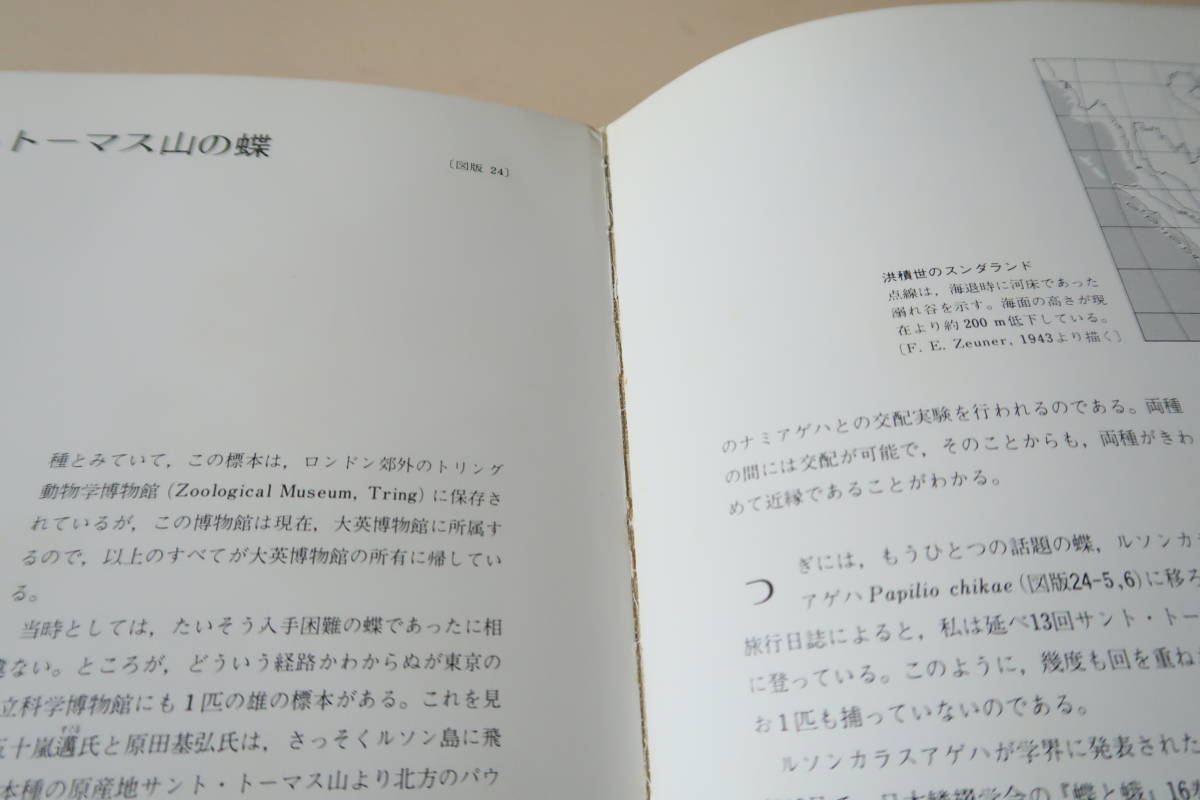 トーマス山の蝶
〔図版 24〕
種とみていて，この標本は，ロンドン郊外のトリング
動物学博物館 (Zoological Museum, Tring) に保存さ
れているが，この博物館は現在，大英博物館に所属す
るので，以上のすべてが大英博物館の所有に帰してい
る。
当時としては，たいそう入手困難の蝶であったに相
違ない。ところが，どういう経路かわからぬが東京の
立科学博物館にも1匹の雄の標本がある。これを見
五十嵐邁氏と原田基弘氏は，さっそくルソン島に飛
本種の原産地サント・トーマス山より北方のバウ
洪積世のスンダランド
点線は，海退時に河床であった
溺れ谷を示す。海面の高さが現
在より約 200 m 低下している。
〔F. E. Zeuner, 1943より描く〕
のナミアゲハとの交配実験を行われるのである。両種
の間には交配が可能で，そのことからも，両種がきわ
めて近縁であることがわかる。
つぎには，もうひとつの話題の蝶，ルソンカラ
アゲハ Papilio chikae (図版24-5, 6) に移ろ
旅行日誌によると，私は延べ13回サント・トー
に登っている。このように，幾度も回を重ね
お1匹も捕っていないのである。
ルソンカラスアゲハが学界に発表された
『蝶と蛾』16